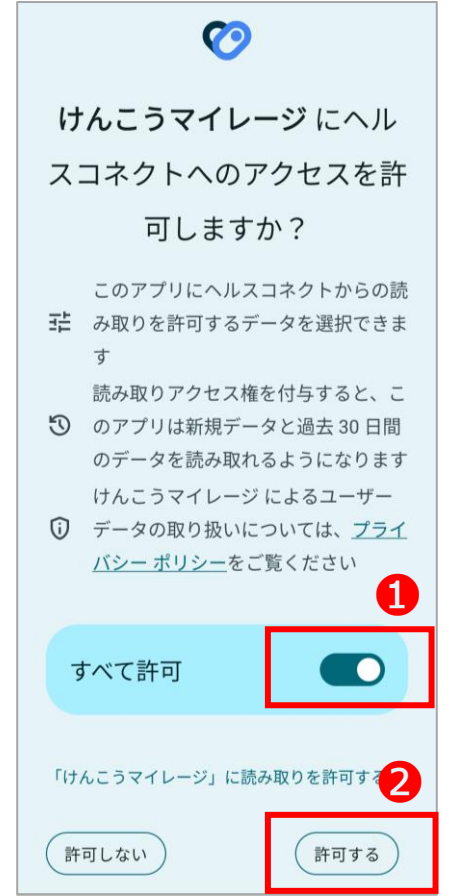 けんこうマイレージ にヘル
スコネクトへのアクセスを許
可しますか？
このアプリにヘルスコネクトからの読
み取りを許可するデータを選択できま
す
読み取りアクセス権を付与すると、こ
のアプリは新規データと過去 30 日間
のデータを読み取れるようになります
けんこうマイレージ によるユーザー
データの取り扱いについては、プライ
バシー ポリシーをご覧ください
❶
すべて許可
「けんこうマイレージ」に読み取りを許可する
❷
許可しない
許可する